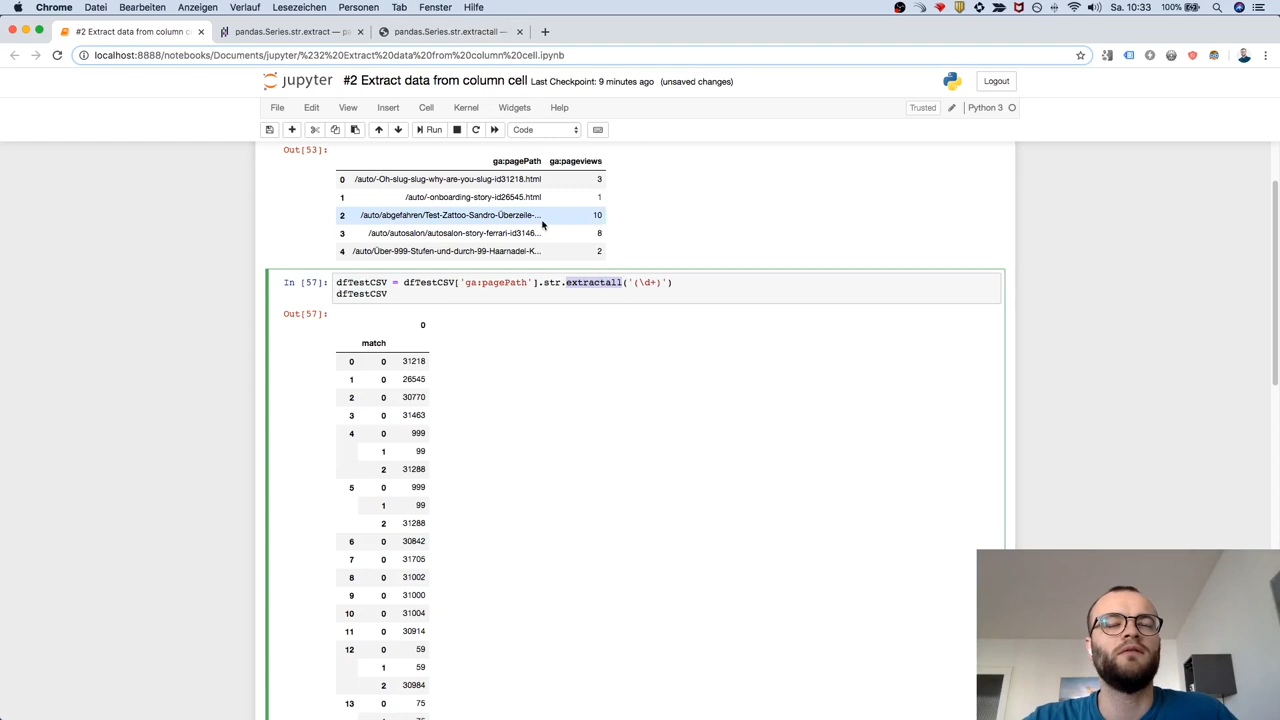 Chrome Datei Bearbeiten Anzeigen Verlauf Lesezeichen Personen Tab Fenster Hilfe 100% Sa. 10:33
#2 Extract data from column c pandas.Series.str.extract — pa pandas.Series.str.extractall —
localhost:8888/notebooks/Documents/jupyter/%232%20Extract%20data%20from%20column%20cell.ipynb
jupyter #2 Extract data from column cell Last Checkpoint: 9 minutes ago (unsaved changes) Logout
File Edit View Insert Cell Kernel Widgets Help Trusted Python 3
Run Code
Out[53]:
ga:pagePath ga:pageviews
0 /auto/-Oh-slug-slug-why-are-you-slug-id31218.html 3
1 /auto/-onboarding-story-id26545.html 1
2 /auto/abgefahren/Test-Zattoo-Sandro-Überzeile-... 10
3 /auto/autosalon/autosalon-story-ferrari-id3146... 8
4 /auto/Über-999-Stufen-und-durch-99-Haarnadel-K... 2
In [57]: dfTestCSV = dfTestCSV['ga:pagePath'].str.extractall('(\d+)')
dfTestCSV
Out[57]:
0
match
0 0 31218
1 0 26545
2 0 30770
3 0 31463
4 0 999
1 99
2 31288
5 0 999
1 99
2 31288
6 0 30842
7 0 31705
8 0 31002
9 0 31000
10 0 31004
11 0 30914
12 0 59
1 59
2 30984
13 0 75